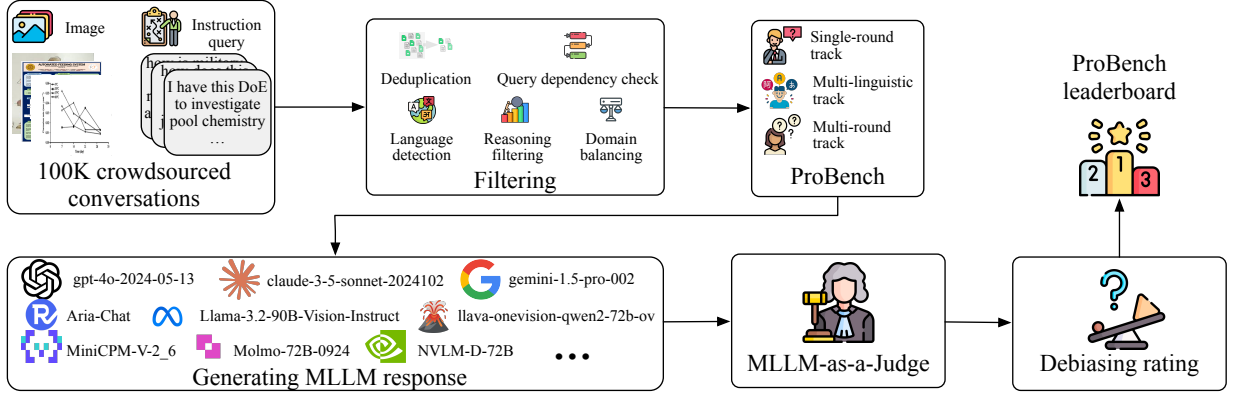 Image
Instruction
query
I have this DoE
to investigate
pool chemistry
...
100K crowdsourced
conversations
Deduplication
Query dependency check
Language
detection
Reasoning
filtering
Domain
balancing
Filtering
Single-round
track
Multi-linguistic
track
Multi-round
track
ProBench
ProBench
leaderboard
2 1 3
gpt-4o-2024-05-13
claude-3-5-sonnet-2024102
gemini-1.5-pro-002
Aria-Chat
Llama-3.2-90B-Vision-Instruct
llava-onevision-qwen2-72b-ov
MiniCPM-V-2_6
Molmo-72B-0924
NVLM-D-72B
Generating MLLM response
MLLM-as-a-Judge
Debiasing rating